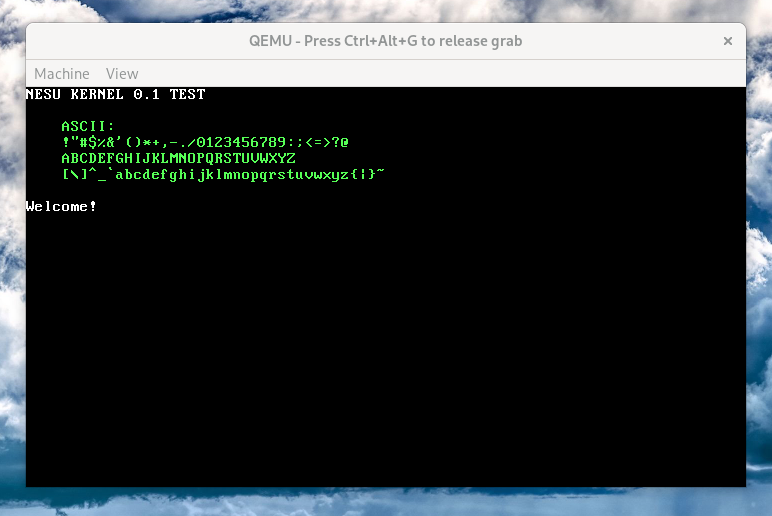 QEMU - Press Ctrl+Alt+G to release grab
Machine View
NESU KERNEL 0.1 TEST
ASCII:
!"#$%&'()*+,-./0123456789:;<=>?@
ABCDEFGHIJKLMNOPQRSTUVWXYZ
[\]^_`abcdefghijklmnopqrstuvwxyz{|}~
Welcome!